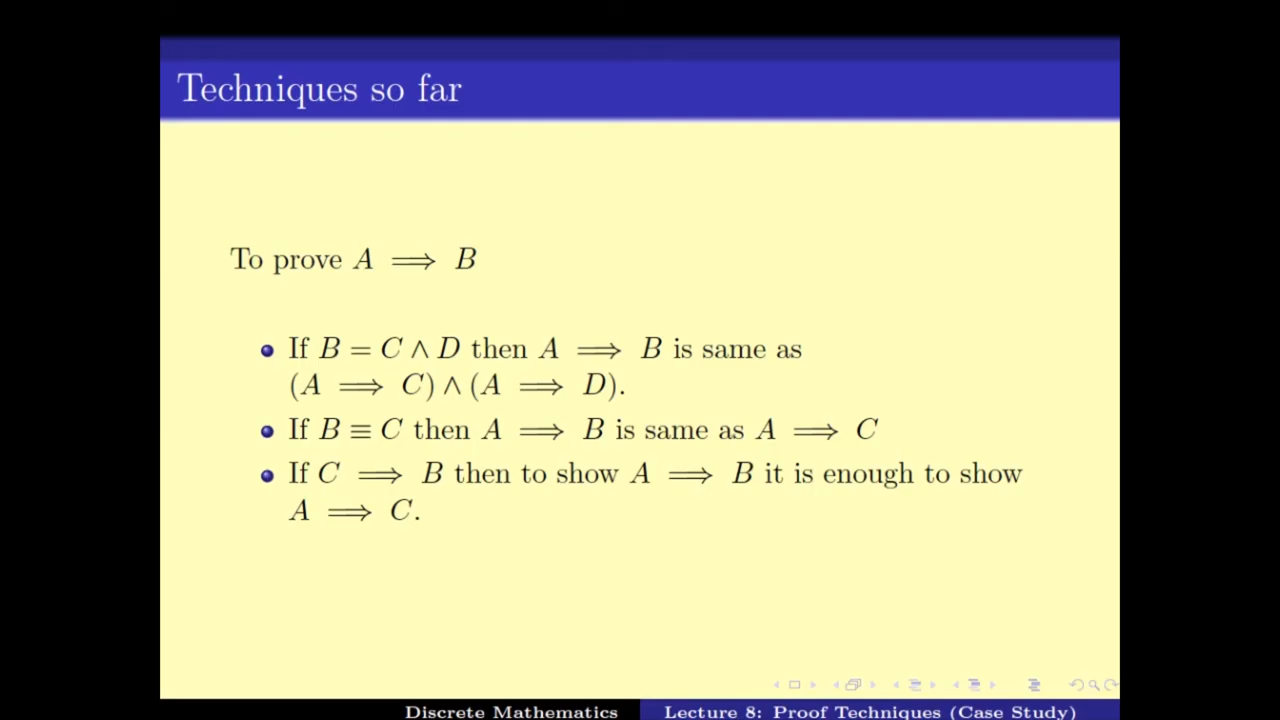 Techniques so far
To prove A ⟹ B
If B = C ∧ D then A ⟹ B is same as
(A ⟹ C) ∧ (A ⟹ D).
If B ≡ C then A ⟹ B is same as A ⟹ C
If C ⟹ B then to show A ⟹ B it is enough to show
A ⟹ C.
Discrete Mathematics
Lecture 8: Proof Techniques (Case Study)